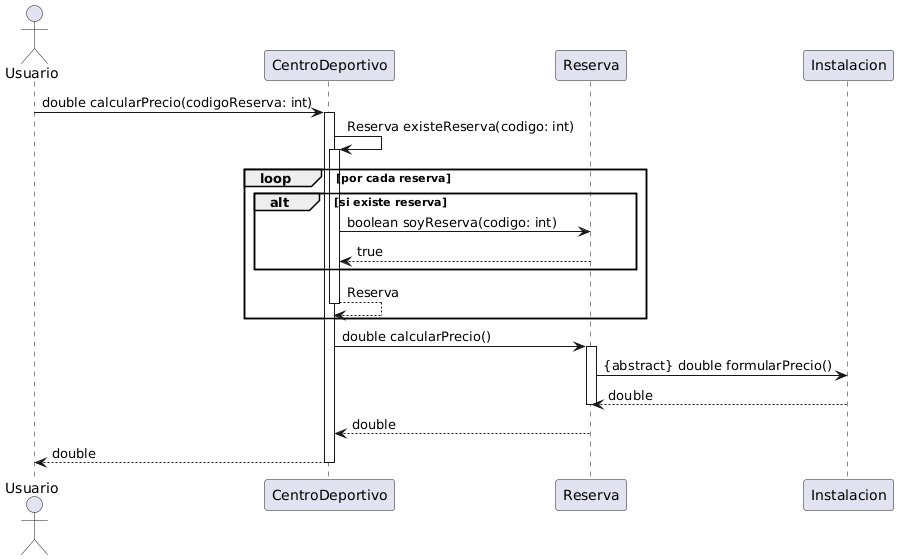 Usuario
CentroDeportivo
Reserva
Instalacion
double calcularPrecio(codigoReserva: int)
Reserva existeReserva(codigo: int)
loop [por cada reserva]
alt [si existe reserva]
boolean soyReserva(codigo: int)
true
Reserva
double calcularPrecio()
{abstract} double formularPrecio()
double
double
double
Usuario
CentroDeportivo
Reserva
Instalacion